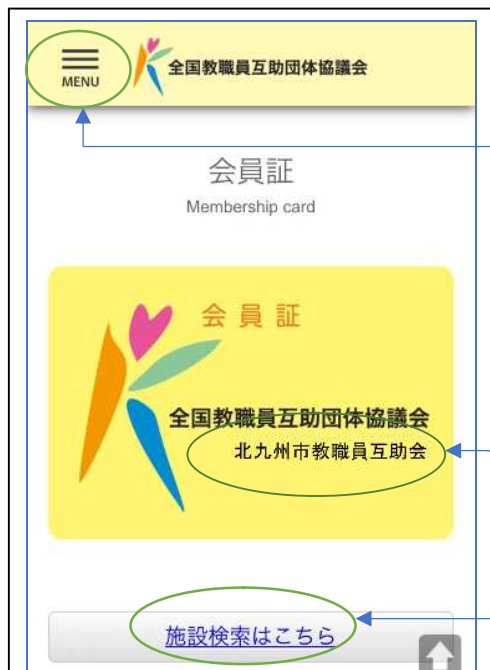 MENU
全国教職員互助団体協議会
会員証
Membership card
会員証
全国教職員互助団体協議会
北九州市教職員互助会
施設検索はこちら